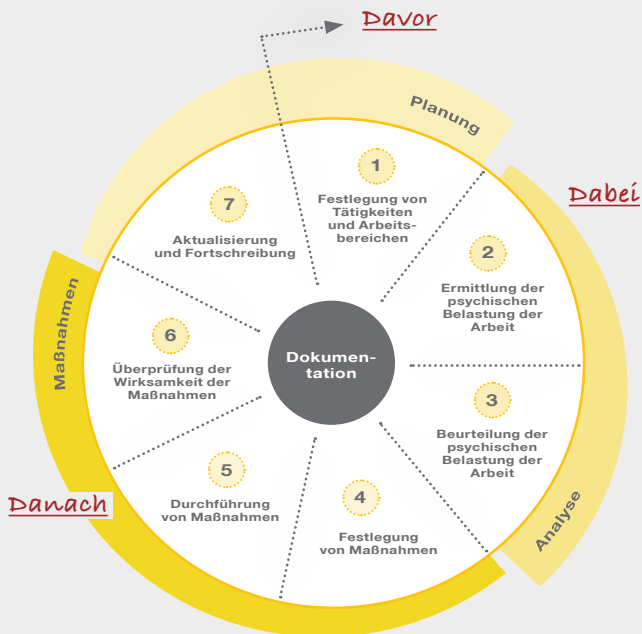 Davor
Planung
1
Festlegung von
Tätigkeiten
und Arbeits-
bereichen
Dabei
2
Ermittlung der
psychischen
Belastung der
Arbeit
3
Beurteilung der
psychischen
Belastung der
Arbeit
Analyse
4
Festlegung
von Maßnahmen
5
Durchführung
von Maßnahmen
Danach
6
Überprüfung der
Wirksamkeit der
Maßnahmen
Maßnahmen
7
Aktualisierung
und Fortschreibung
Dokumen-
tation